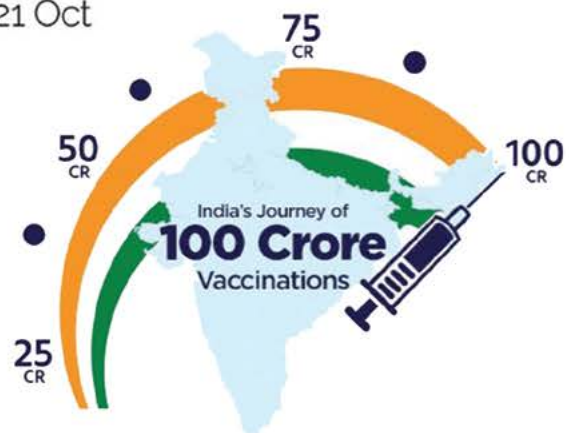 21 Oct
75
CR
50
CR
100
CR
India's Journey of
100 Crore
Vaccinations
25
CR